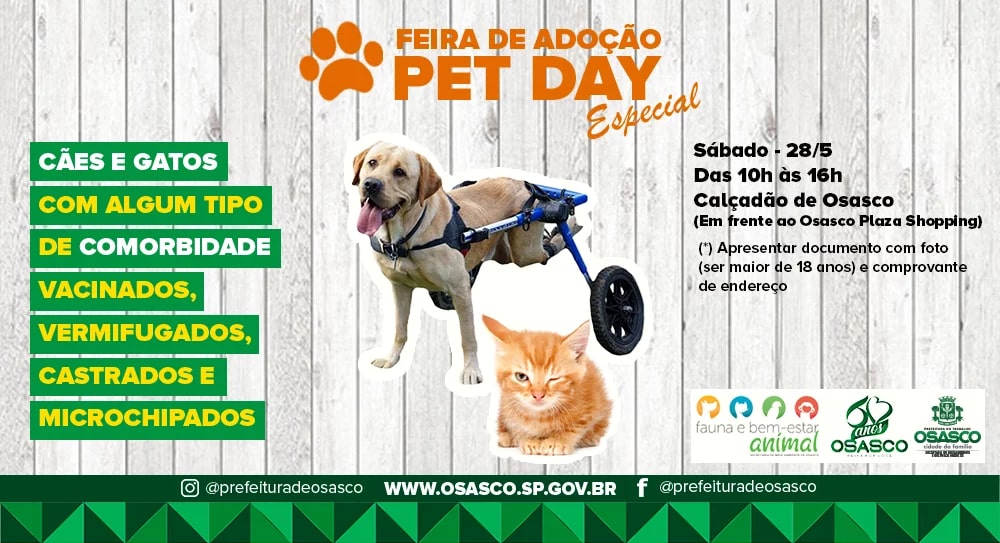 FEIRA DE ADOÇÃO
PET DAY
Especial
CÃES E GATOS
COM ALGUM TIPO
DE COMORBIDADE
VACINADOS,
VERMIFUGADOS,
CASTRADOS E
MICROCHIPADOS
Sábado - 28/5
Das 10h às 16h
Calçadão de Osasco
(Em frente ao Osasco Plaza Shopping)
(*) Apresentar documento com foto
(ser maior de 18 anos) e comprovante
de endereço
fauna e bem-estar
animal
anos
OSASCO
OSASCO
cidade da família
@prefeituradeosasco
WWW.OSASCO.SP.GOV.BR
@prefeituradeosasco